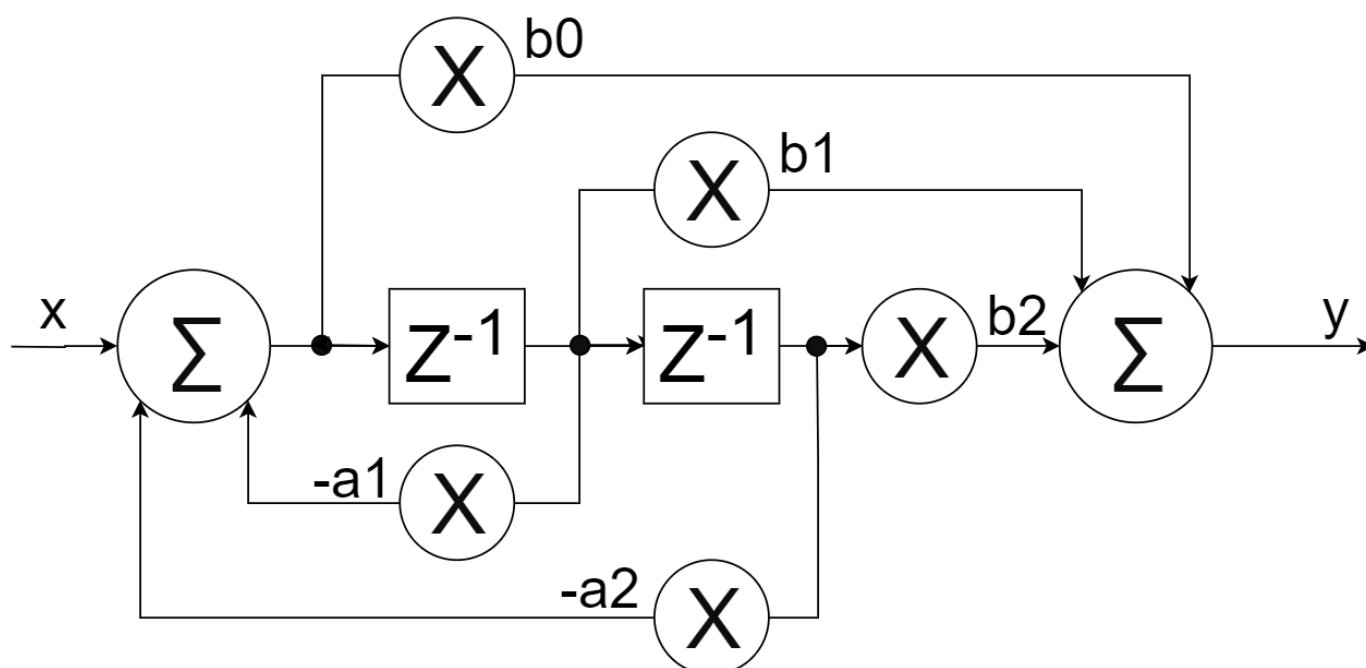 X b0
X b1
x Σ Z-1 Z-1 X b2 Σ y
-a1 X
-a2 X